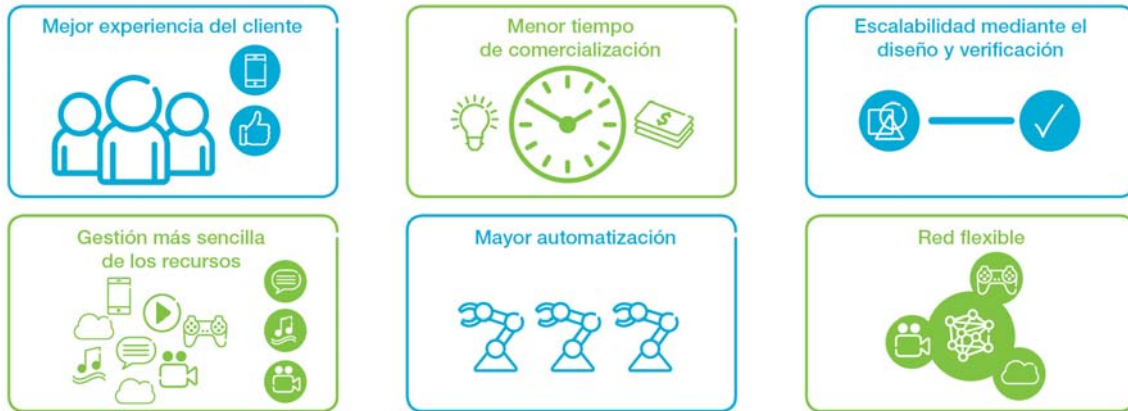 Mejor experiencia del cliente
Menor tiempo
de comercialización
Escalabilidad mediante el
diseño y verificación
Gestión más sencilla
de los recursos
Mayor automatización
Red flexible
$